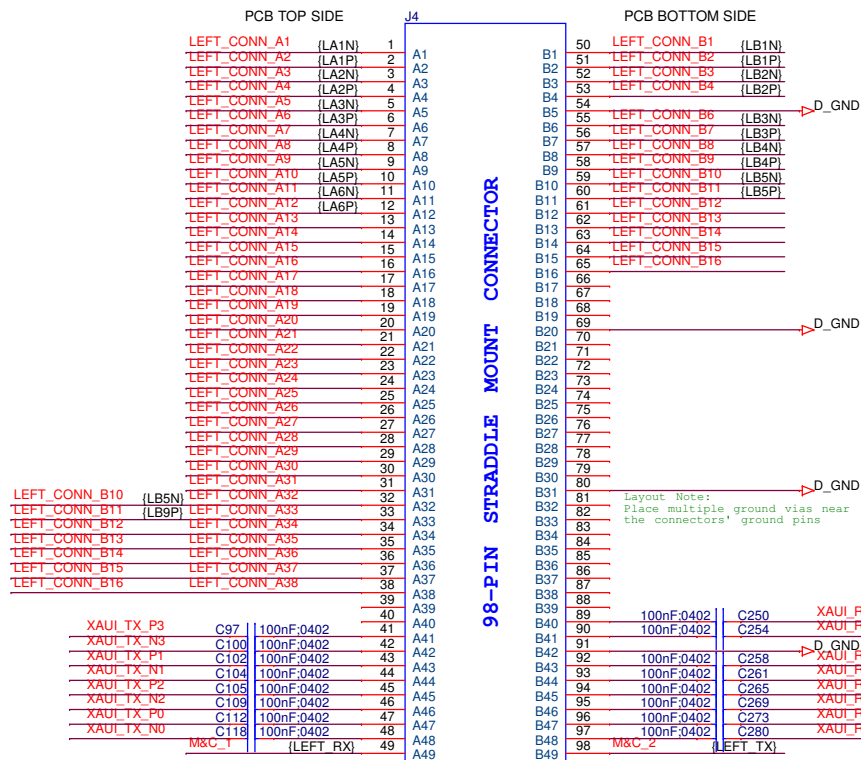 PCB TOP SIDE J4 PCB BOTTOM SIDE
LEFT_CONN_A1 {LA1N} 1 A1 B1 50 LEFT_CONN_B1 {LB1N}
LEFT_CONN_A2 {LA1P} 2 A2 B2 51 LEFT_CONN_B2 {LB1P}
LEFT_CONN_A3 {LA2N} 3 A3 B3 52 LEFT_CONN_B3 {LB2N}
LEFT_CONN_A4 {LA2P} 4 A4 B4 53 LEFT_CONN_B4 {LB2P}
LEFT_CONN_A5 {LA3N} 5 A5 B5 54 D_GND
LEFT_CONN_A6 {LA3P} 6 A6 B6 55 LEFT_CONN_B6 {LB3N}
LEFT_CONN_A7 {LA4N} 7 A7 B7 56 LEFT_CONN_B7 {LB3P}
LEFT_CONN_A8 {LA4P} 8 A8 B8 57 LEFT_CONN_B8 {LB4N}
LEFT_CONN_A9 {LA5N} 9 A9 B9 58 LEFT_CONN_B9 {LB4P}
LEFT_CONN_A10 {LA5P} 10 A10 B10 59 LEFT_CONN_B10 {LB5N}
LEFT_CONN_A11 {LA6N} 11 A11 B11 60 LEFT_CONN_B11 {LB5P}
LEFT_CONN_A12 {LA6P} 12 A12 B12 61 LEFT_CONN_B12
LEFT_CONN_A13 13 A13 B13 62 LEFT_CONN_B13
LEFT_CONN_A14 14 A14 B14 63 LEFT_CONN_B14
LEFT_CONN_A15 15 A15 B15 64 LEFT_CONN_B15
LEFT_CONN_A16 16 A16 B16 65 LEFT_CONN_B16
LEFT_CONN_A17 17 A17 B17 66
LEFT_CONN_A18 18 A18 B18 67
LEFT_CONN_A19 19 A19 B19 68
LEFT_CONN_A20 20 A20 B20 69 D_GND
LEFT_CONN_A21 21 A21 B21 70
LEFT_CONN_A22 22 A22 B22 71
LEFT_CONN_A23 23 A23 B23 72
LEFT_CONN_A24 24 A24 B24 73
LEFT_CONN_A25 25 A25 B25 74
LEFT_CONN_A26 26 A26 B26 75
LEFT_CONN_A27 27 A27 B27 76
LEFT_CONN_A28 28 A28 B28 77
LEFT_CONN_A29 29 A29 B29 78
LEFT_CONN_A30 30 A30 B30 79
LEFT_CONN_A31 31 A31 B31 80 D_GND
LEFT_CONN_B10 {LB5N} LEFT_CONN_A32 32 A32 B32 81
LEFT_CONN_B11 {LB9P} LEFT_CONN_A33 33 A33 B33 82
LEFT_CONN_B12 LEFT_CONN_A34 34 A34 B34 83
LEFT_CONN_B13 LEFT_CONN_A35 35 A35 B35 84
LEFT_CONN_B14 LEFT_CONN_A36 36 A36 B36 85
LEFT_CONN_B15 LEFT_CONN_A37 37 A37 B37 86
LEFT_CONN_B16 LEFT_CONN_A38 38 A38 B38 87
39 A39 B39 88
40 A40 B40 89 100nF;0402 C250 XAUI_R
XAUI_TX_P3 C97 100nF;0402 41 A41 B41 90 100nF;0402 C254 XAUI_R
XAUI_TX_N3 C100 100nF;0402 42 A42 B42 91 D_GND
XAUI_TX_P1 C102 100nF;0402 43 A43 B43 92 100nF;0402 C258 XAUI_R
XAUI_TX_N1 C104 100nF;0402 44 A44 B44 93 100nF;0402 C261 XAUI_R
XAUI_TX_P2 C105 100nF;0402 45 A45 B45 94 100nF;0402 C265 XAUI_R
XAUI_TX_N2 C109 100nF;0402 46 A46 B46 95 100nF;0402 C269 XAUI_R
XAUI_TX_P0 C112 100nF;0402 47 A47 B47 96 100nF;0402 C273 XAUI_R
XAUI_TX_N0 C118 100nF;0402 48 A48 B48 97 100nF;0402 C280 XAUI_R
M&C_1 {LEFT_RX} 49 A49 B49 98 M&C_2 {LEFT_TX}
98-PIN STRADDLE MOUNT CONNECTOR
Layout Note:
Place multiple ground vias near
the connectors' ground pins